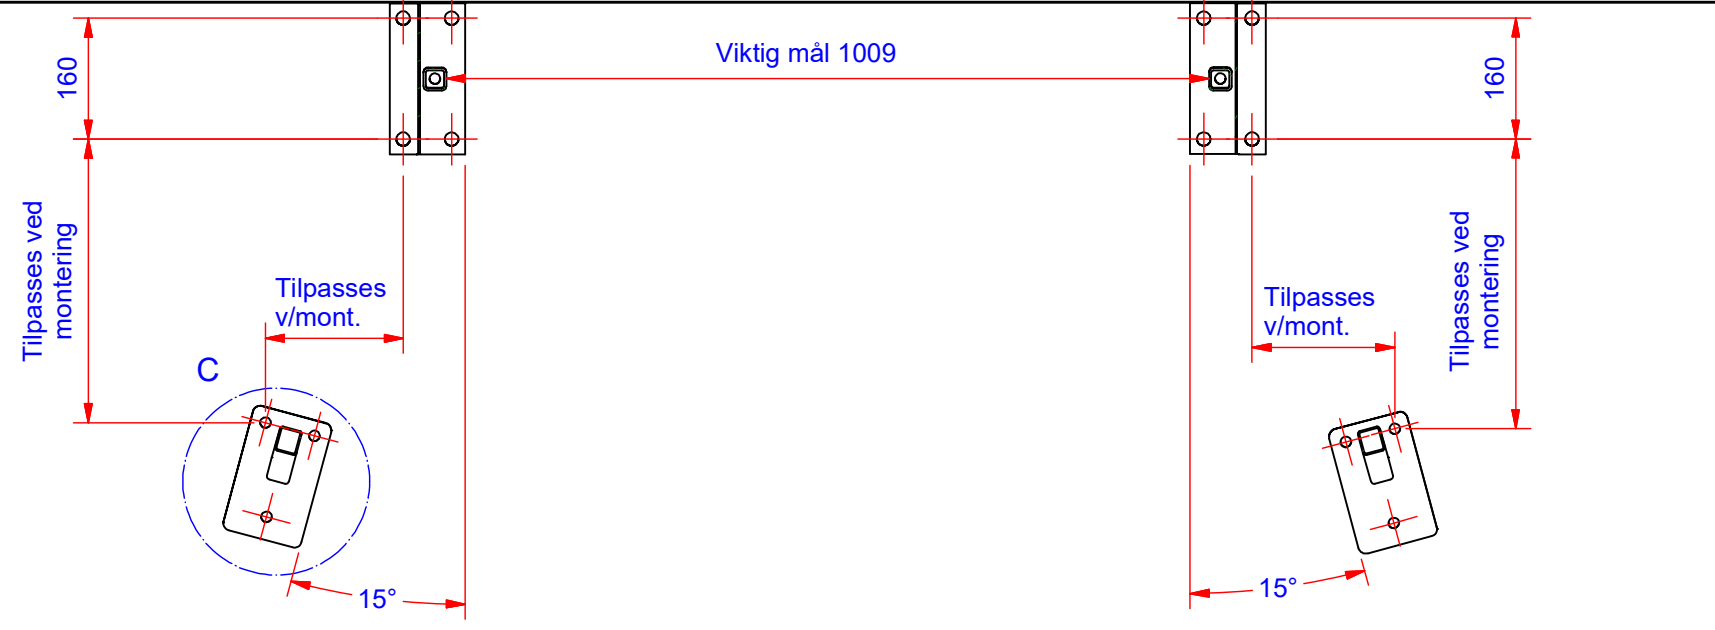 Viktig mål 1009
160
160
Tilpasses ved
montering
Tilpasses
v/mont.
Tilpasses
v/mont.
Tilpasses ved
montering
C
15°
15°